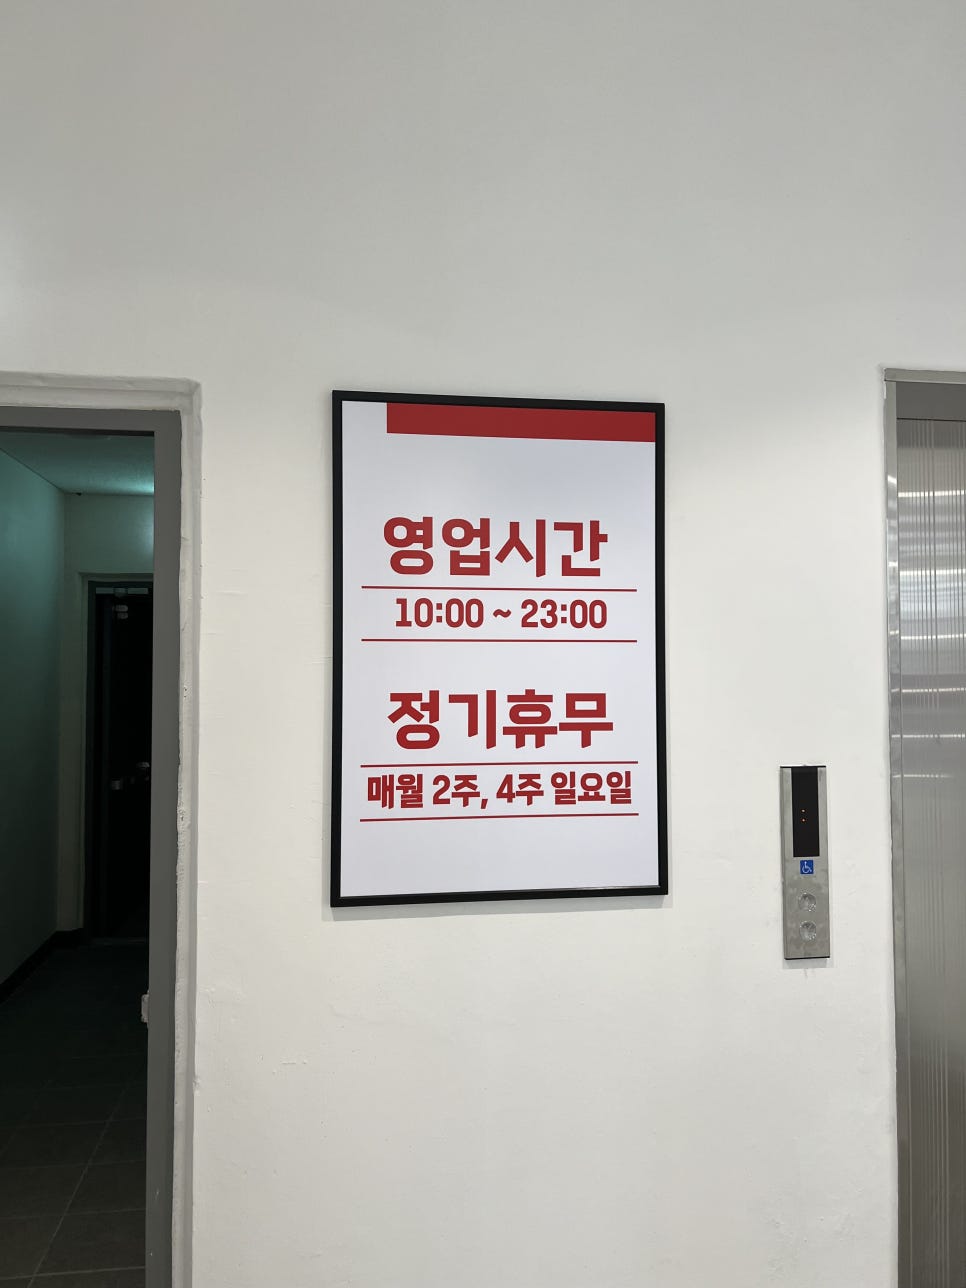 영업시간
10:00 ~ 23:00
정기휴무
매월 2주, 4주 일요일